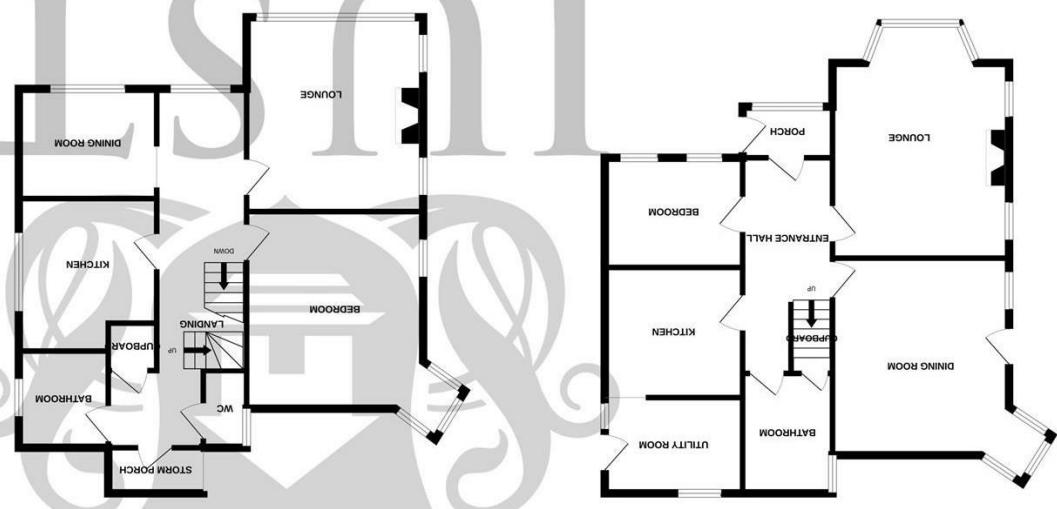 BATHROOM
UTILITY ROOM
DINING ROOM
CUPBOARD
KITCHEN
UP
ENTRANCE HALL
BEDROOM
LOUNGE
PORCH
STORM PORCH
WC
BATHROOM
UP
CUPBOARD
LANDING
BEDROOM
KITCHEN
DOWN
DINING ROOM
LOUNGE